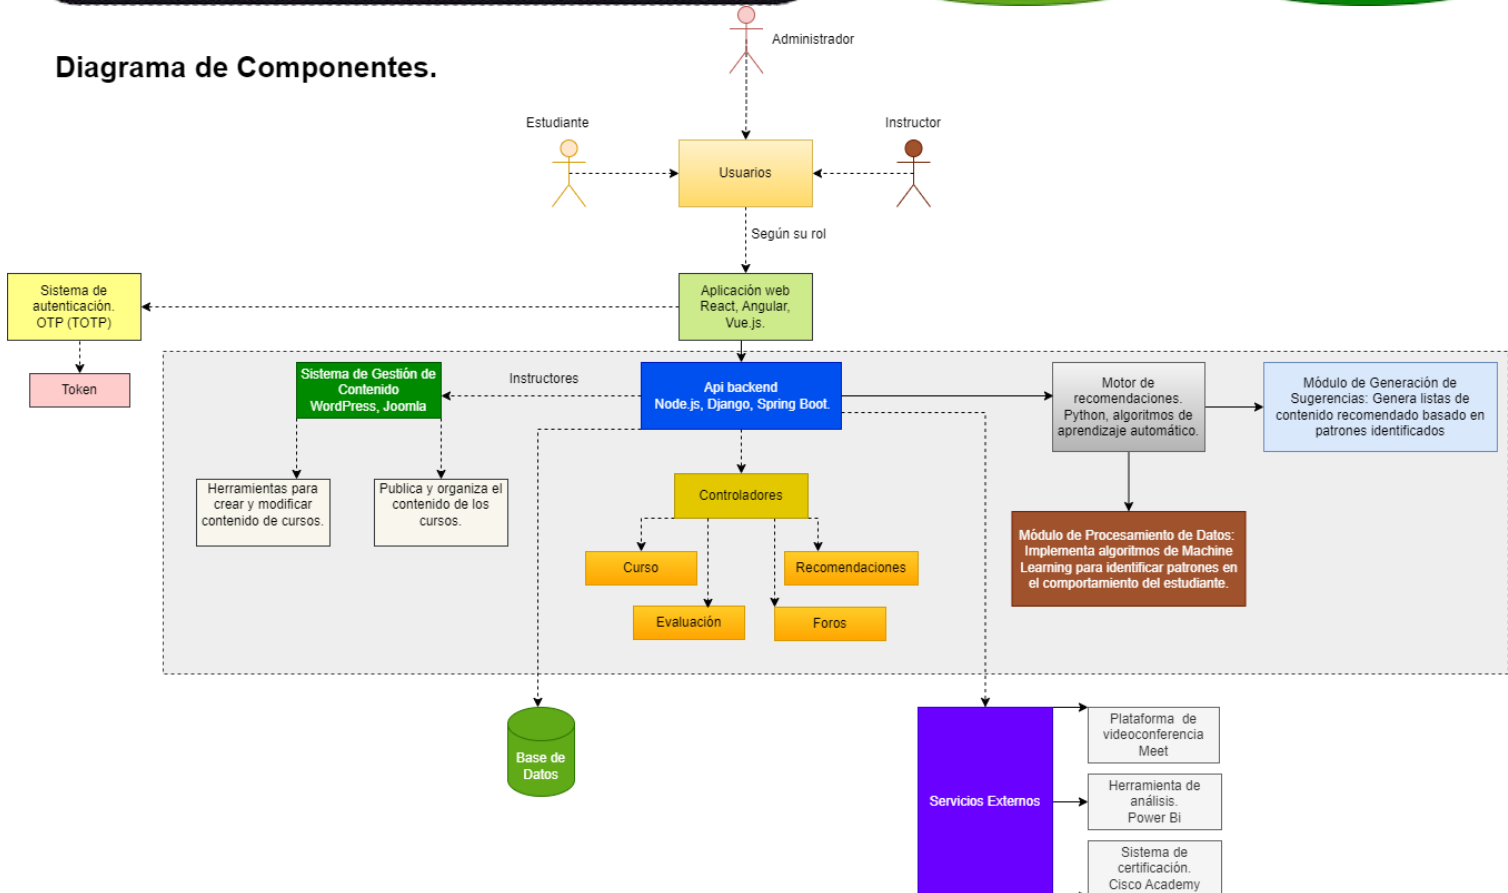 Administrador
Diagrama de Componentes.
Estudiante
Instructor
Usuarios
Según su rol
Sistema de
autenticación.
OTP (TOTP)
Aplicación web
React, Angular,
Vue.js.
Token
Sistema de Gestión de
Contenido
WordPress, Joomla
Instructores
Api backend
Node.js, Django, Spring Boot.
Motor de
recomendaciones.
Python, algoritmos de
aprendizaje automático.
Módulo de Generación de
Sugerencias: Genera listas de
contenido recomendado basado en
patrones identificados
Herramientas para
crear y modificar
contenido de cursos.
Publica y organiza el
contenido de los
cursos.
Controladores
Módulo de Procesamiento de Datos:
Implementa algoritmos de Machine
Learning para identificar patrones en
el comportamiento del estudiante.
Curso
Recomendaciones
Evaluación
Foros
Base de
Datos
Servicios Externos
Plataforma de
videoconferencia
Meet
Herramienta de
análisis.
Power Bi
Sistema de
certificación.
Cisco Academy